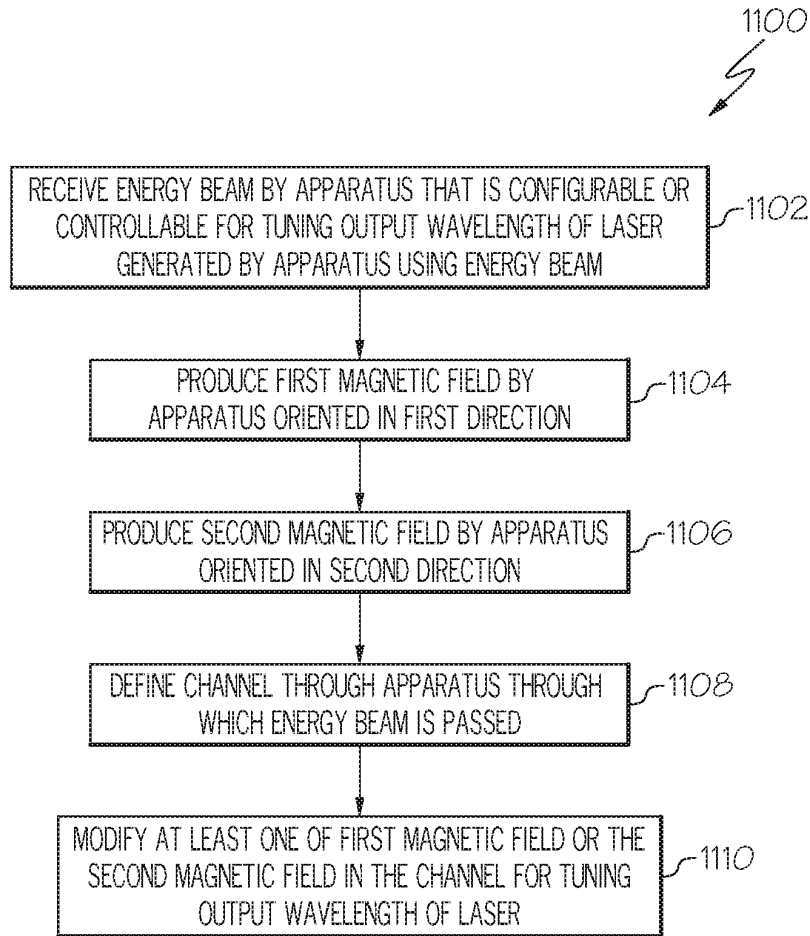 1100
RECEIVE ENERGY BEAM BY APPARATUS THAT IS CONFIGURABLE OR
CONTROLLABLE FOR TUNING OUTPUT WAVELENGTH OF LASER
GENERATED BY APPARATUS USING ENERGY BEAM
1102
PRODUCE FIRST MAGNETIC FIELD BY
APPARATUS ORIENTED IN FIRST DIRECTION
1104
PRODUCE SECOND MAGNETIC FIELD BY APPARATUS
ORIENTED IN SECOND DIRECTION
1106
DEFINE CHANNEL THROUGH APPARATUS THROUGH
WHICH ENERGY BEAM IS PASSED
1108
MODIFY AT LEAST ONE OF FIRST MAGNETIC FIELD OR THE
SECOND MAGNETIC FIELD IN THE CHANNEL FOR TUNING
OUTPUT WAVELENGTH OF LASER
1110